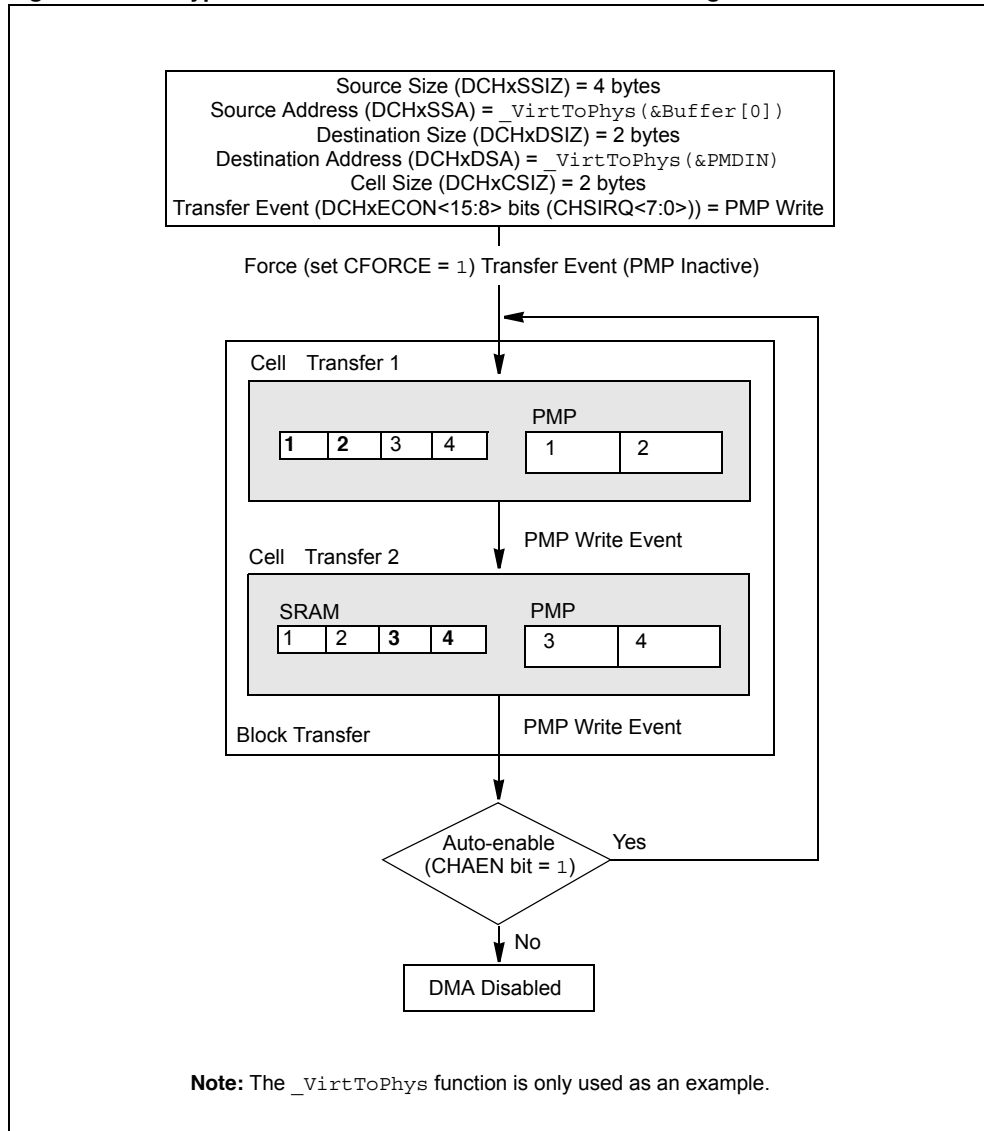 Source Size (DCHxSSIZ) = 4 bytes
Source Address (DCHxSSA) = _VirtToPhys(&Buffer[0])
Destination Size (DCHxDSIZ) = 2 bytes
Destination Address (DCHxDSA) = _VirtToPhys(&PMDIN)
Cell Size (DCHxCSIZ) = 2 bytes
Transfer Event (DCHxECON<15:8> bits (CHSIRQ<7:0>)) = PMP Write
Force (set CFORCE = 1) Transfer Event (PMP Inactive)
Cell Transfer 1
PMP
1 2 3 4
1 2
PMP Write Event
Cell Transfer 2
SRAM
PMP
1 2 3 4
3 4
PMP Write Event
Block Transfer
Auto-enable
(CHAEN bit = 1)
Yes
No
DMA Disabled
Note: The _VirtToPhys function is only used as an example.